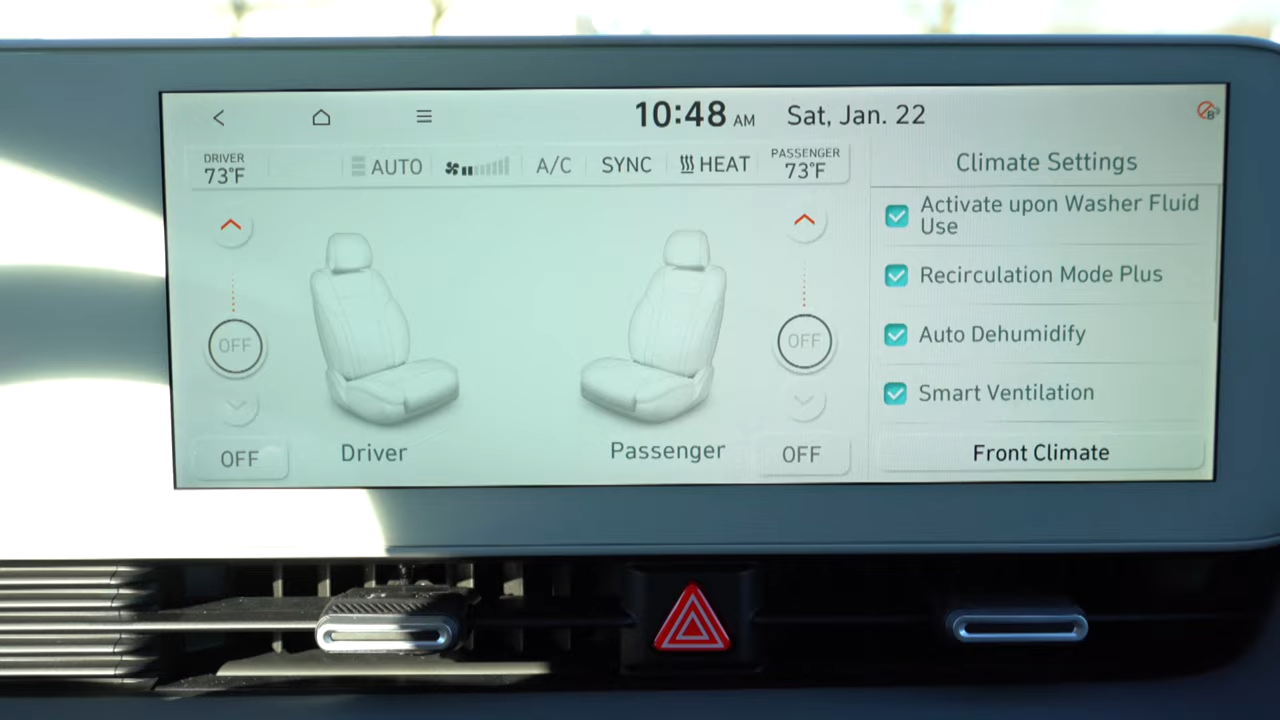 10:48 AM Sat, Jan. 22
DRIVER
73°F
AUTO
A/C
SYNC
HEAT
PASSENGER
73°F
OFF
OFF
Driver
Passenger
OFF
OFF
Climate Settings
Activate upon Washer Fluid
Use
Recirculation Mode Plus
Auto Dehumidify
Smart Ventilation
Front Climate